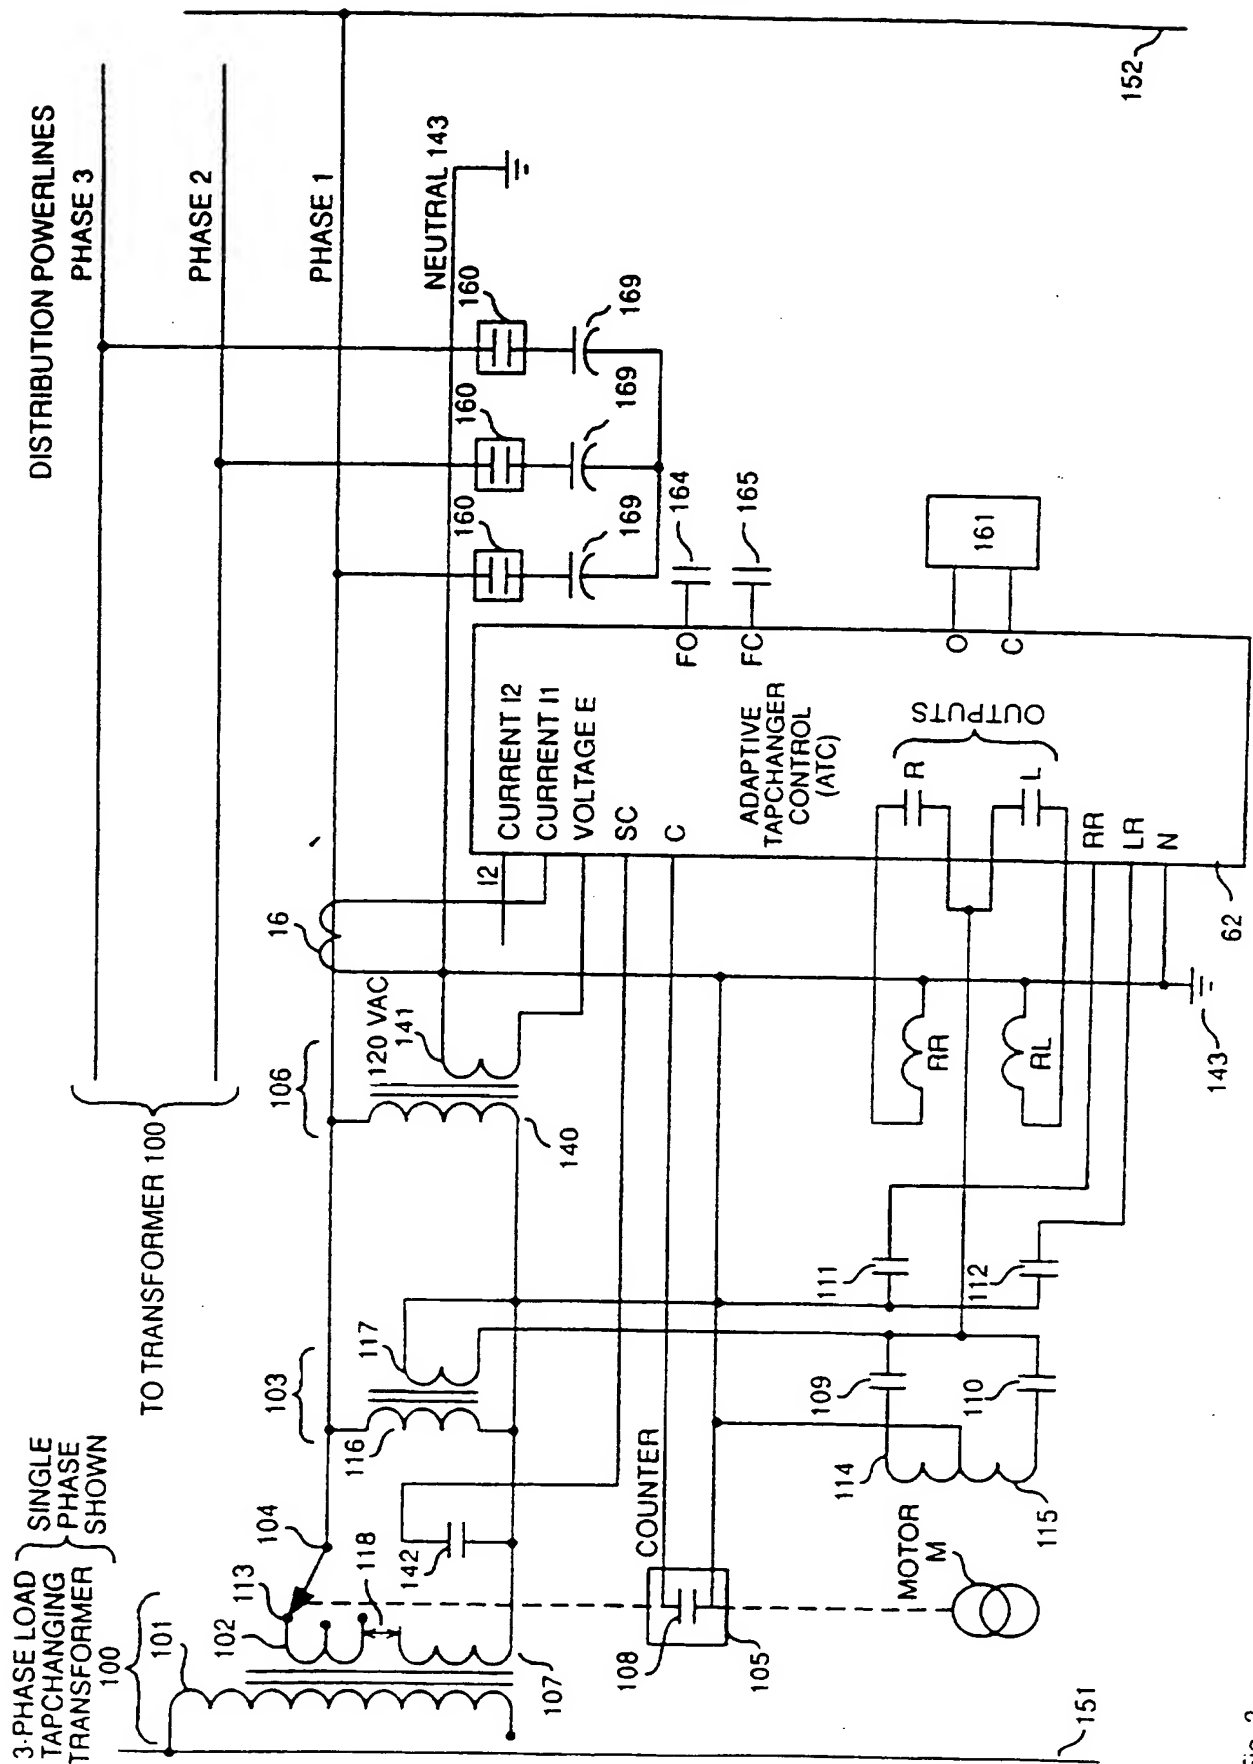 DISTRIBUTION POWERLINES
PHASE 3
PHASE 2
PHASE 1
NEUTRAL 143
152
TO TRANSFORMER 100
3-PHASE LOAD
TAPCHANGING
TRANSFORMER
100
SINGLE
PHASE
SHOWN
101
102
113
104
118
107
142
103
116
117
106
120 VAC
141
140
16
I2
CURRENT I2
CURRENT I1
VOLTAGE E
SC
C
ADAPTIVE
TAPCHANGER
CONTROL
(ATC)
FO
FC
O
C
OUTPUTS
R
L
RR
LR
N
62
160
160
160
169
169
169
164
165
161
COUNTER
108
105
MOTOR
M
114
115
109
110
111
112
RR
RL
143
151